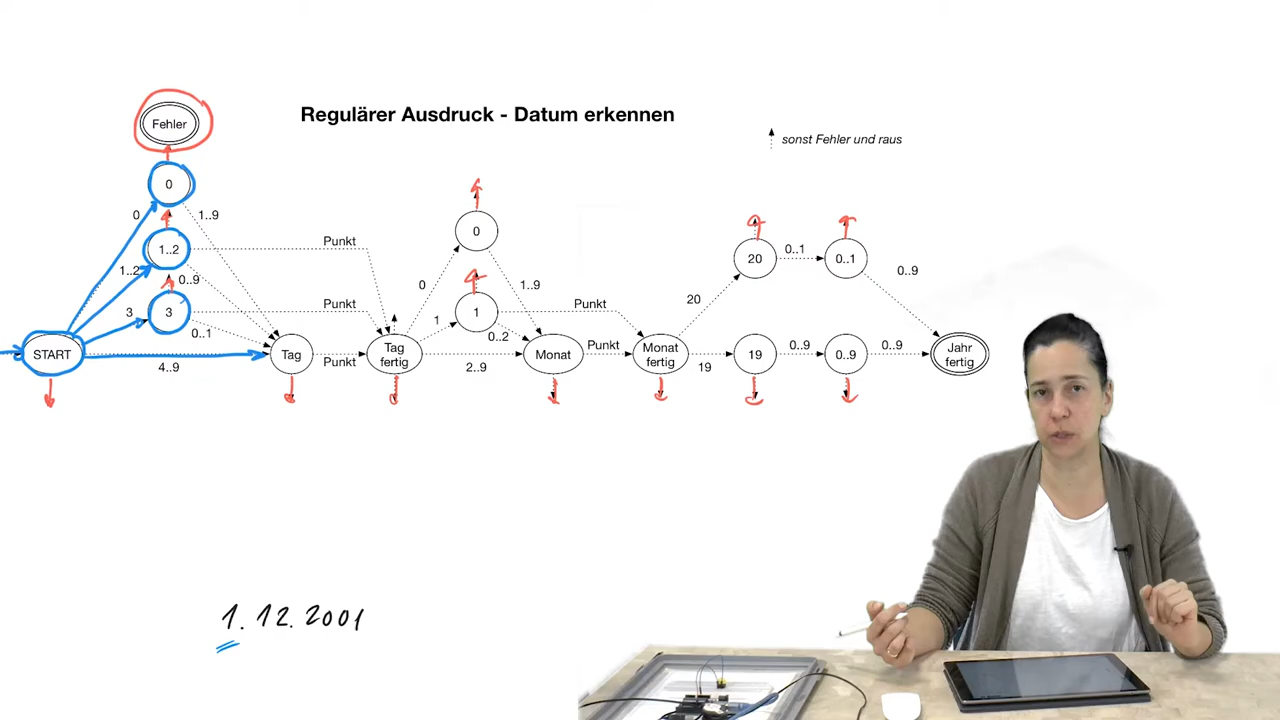 Regulärer Ausdruck - Datum erkennen
sonst Fehler und raus
Fehler
0
0
1..9
1..2
1..2
0..9
3
3
0..1
START
4..9
Tag
Punkt
Punkt
Punkt
Tag
fertig
0
0
1..9
1
1
0..2
2..9
Monat
Punkt
Punkt
Monat
fertig
20
20
0..1
0..1
0..9
19
19
0..9
0..9
0..9
Jahr
fertig
1. 12. 2001